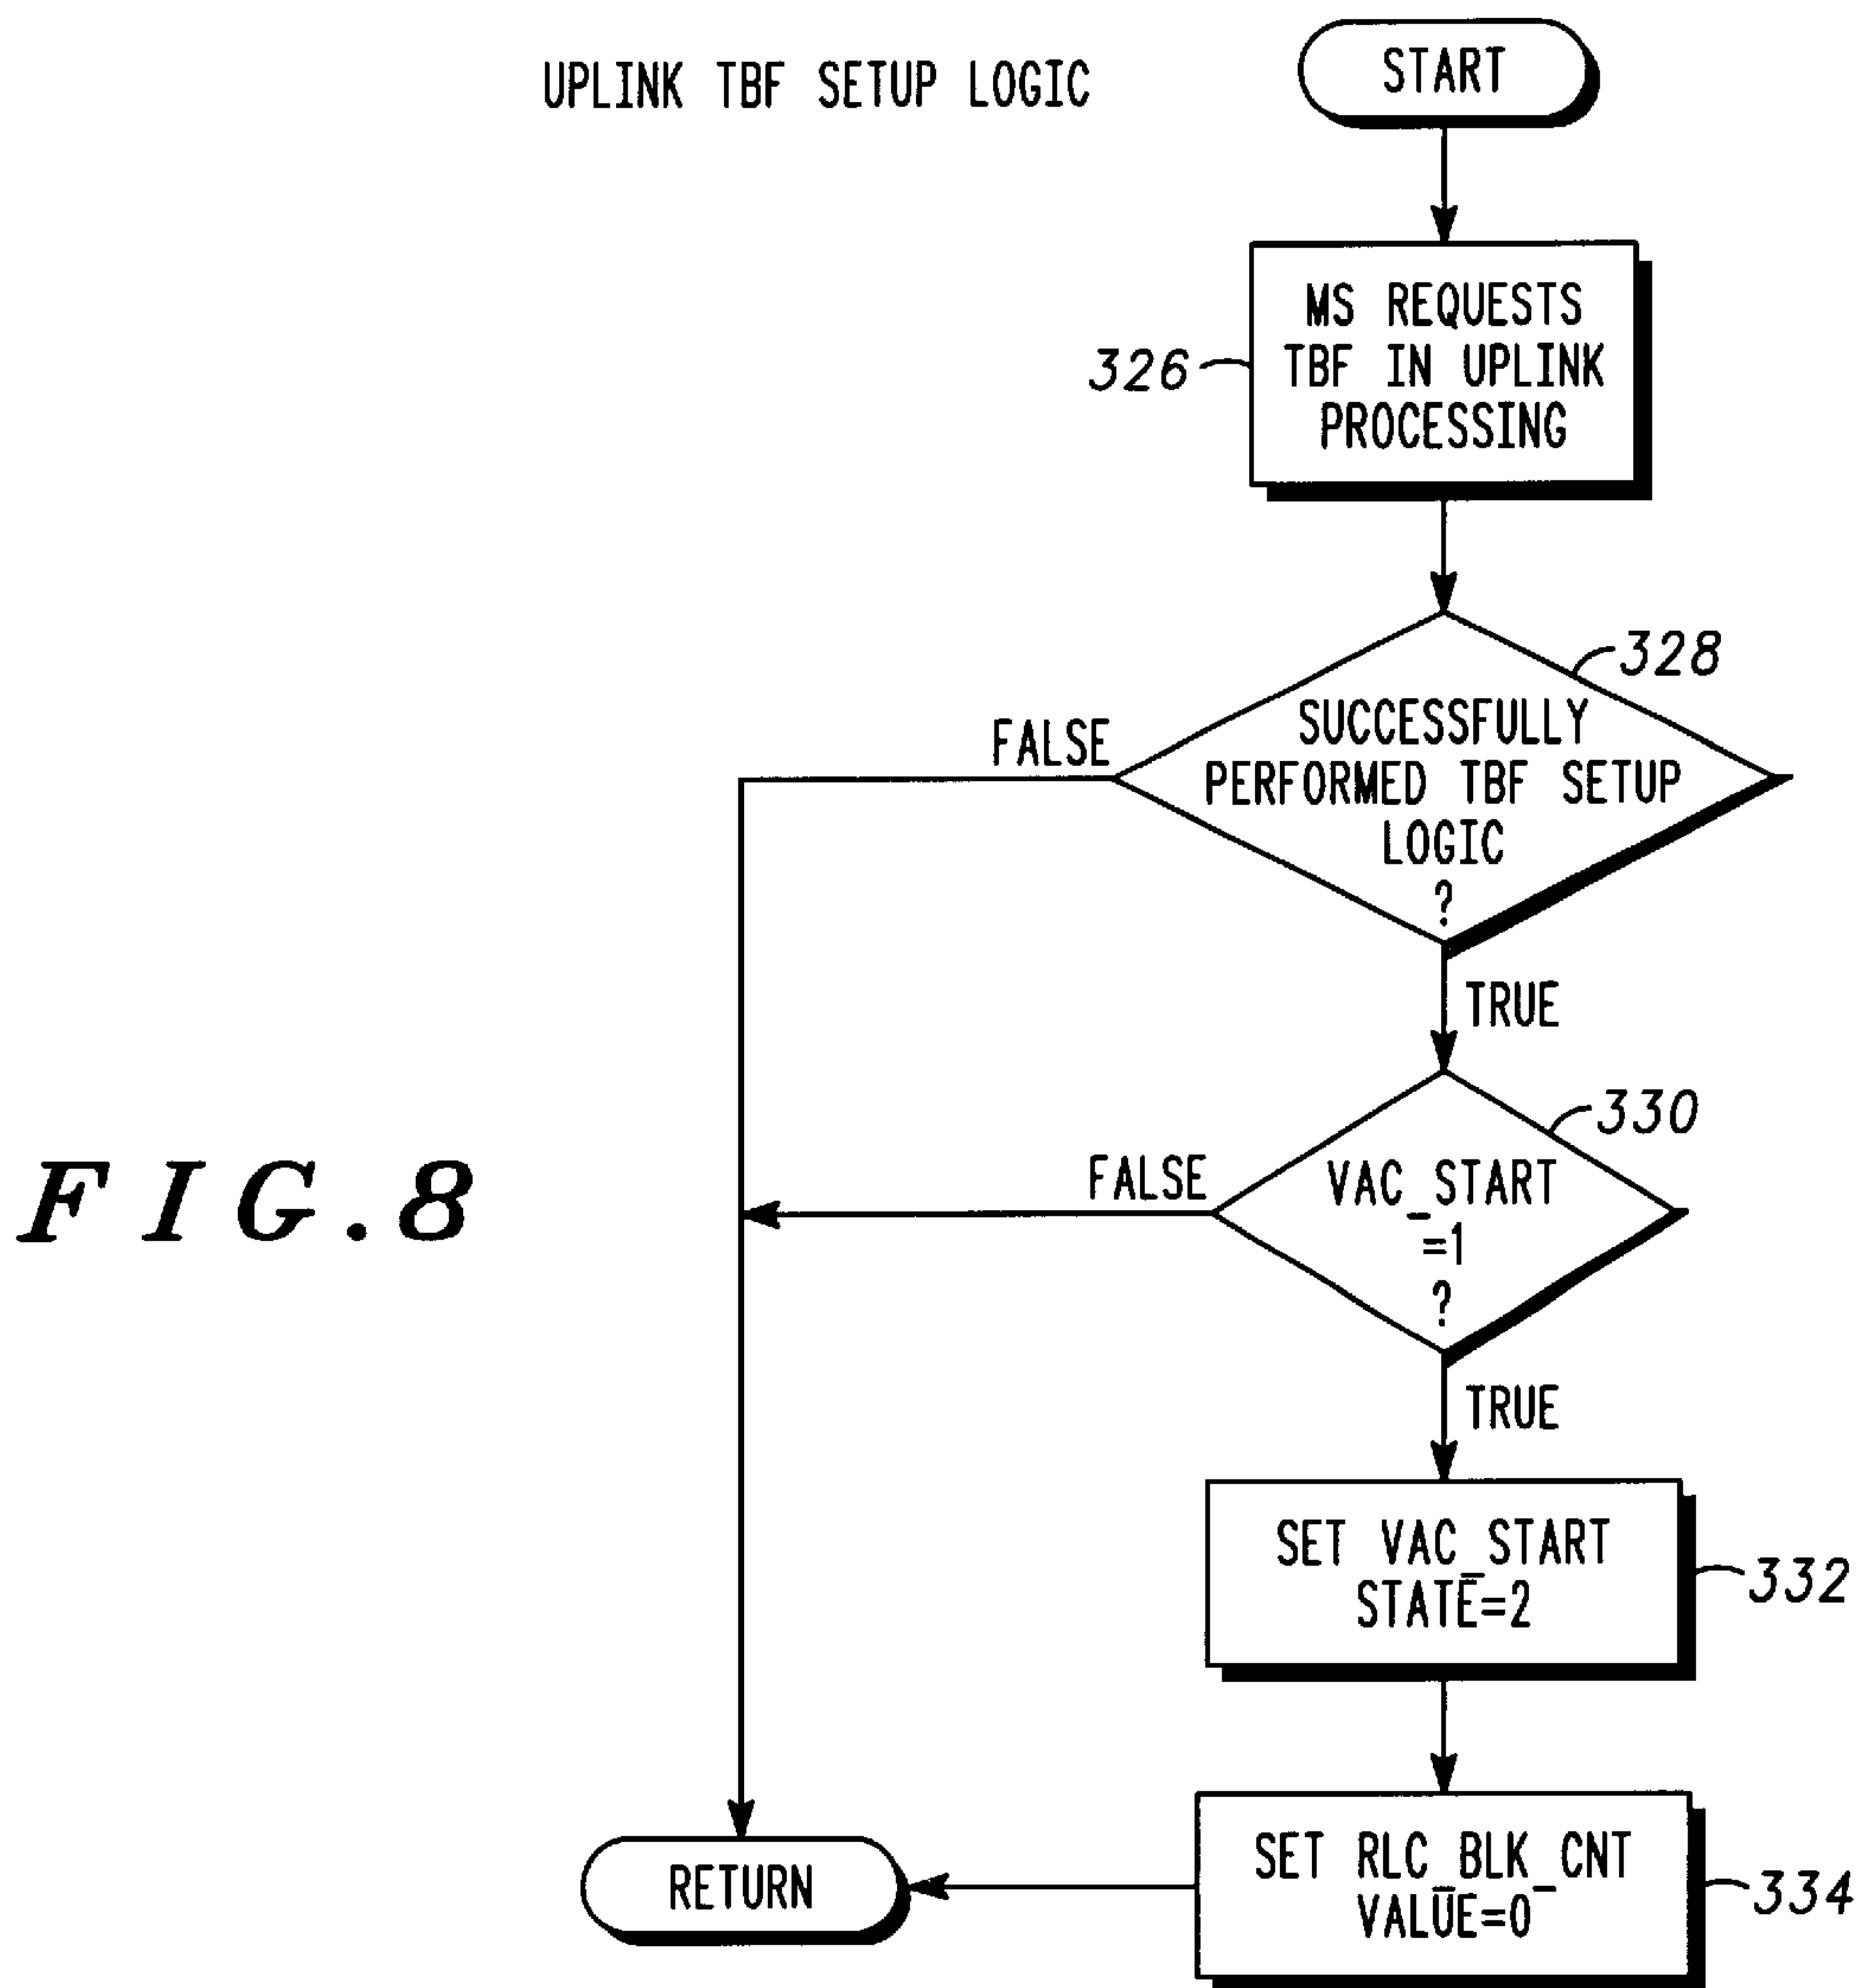 UPLINK TBF SETUP LOGIC
START
MS REQUESTS
TBF IN UPLINK
PROCESSING
326
328
SUCCESSFULLY
PERFORMED TBF SETUP
LOGIC
?
FALSE
TRUE
330
VAC_START
=1
?
FALSE
TRUE
FIG.8
SET VAC_START
STATE=2
332
SET RLC_BLK_CNT
VALUE=0
334
RETURN